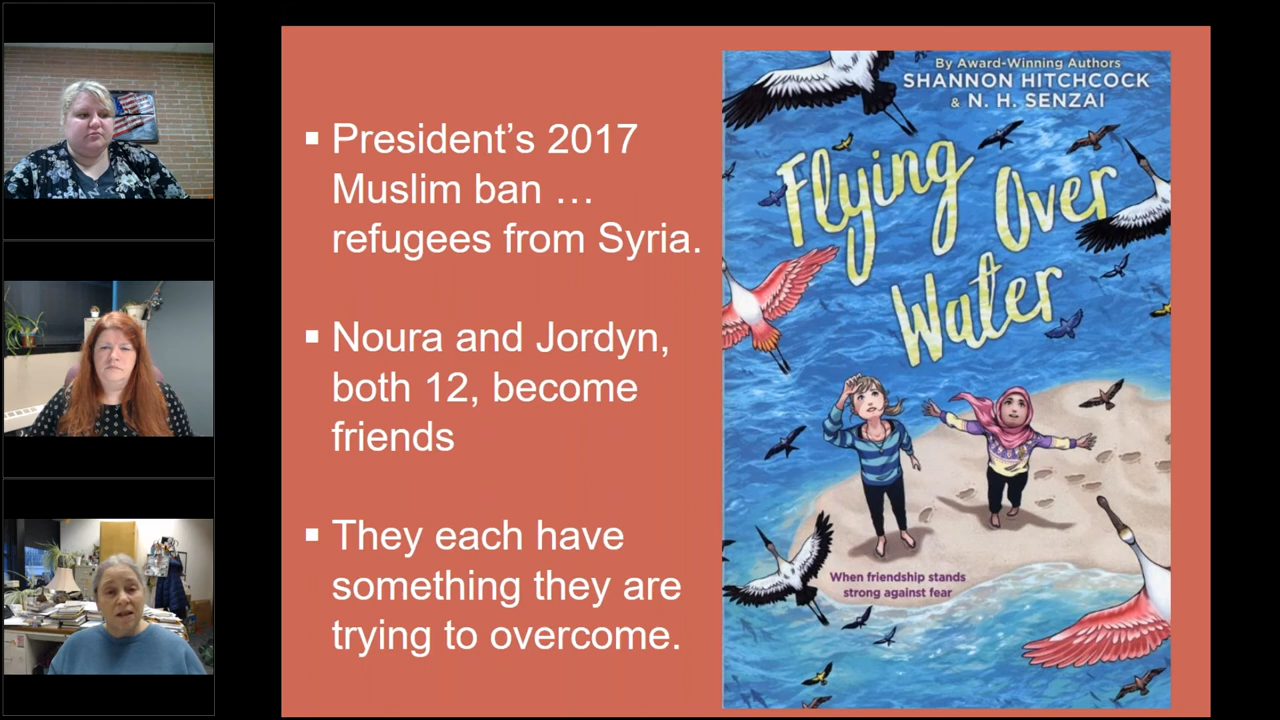 ▪ President’s 2017
Muslim ban …
refugees from Syria.
▪ Noura and Jordyn,
both 12, become
friends
▪ They each have
something they are
trying to overcome.
By Award-Winning Authors
SHANNON HITCHCOCK
& N. H. SENZAI
Flying
Over
Water
When friendship stands
strong against fear